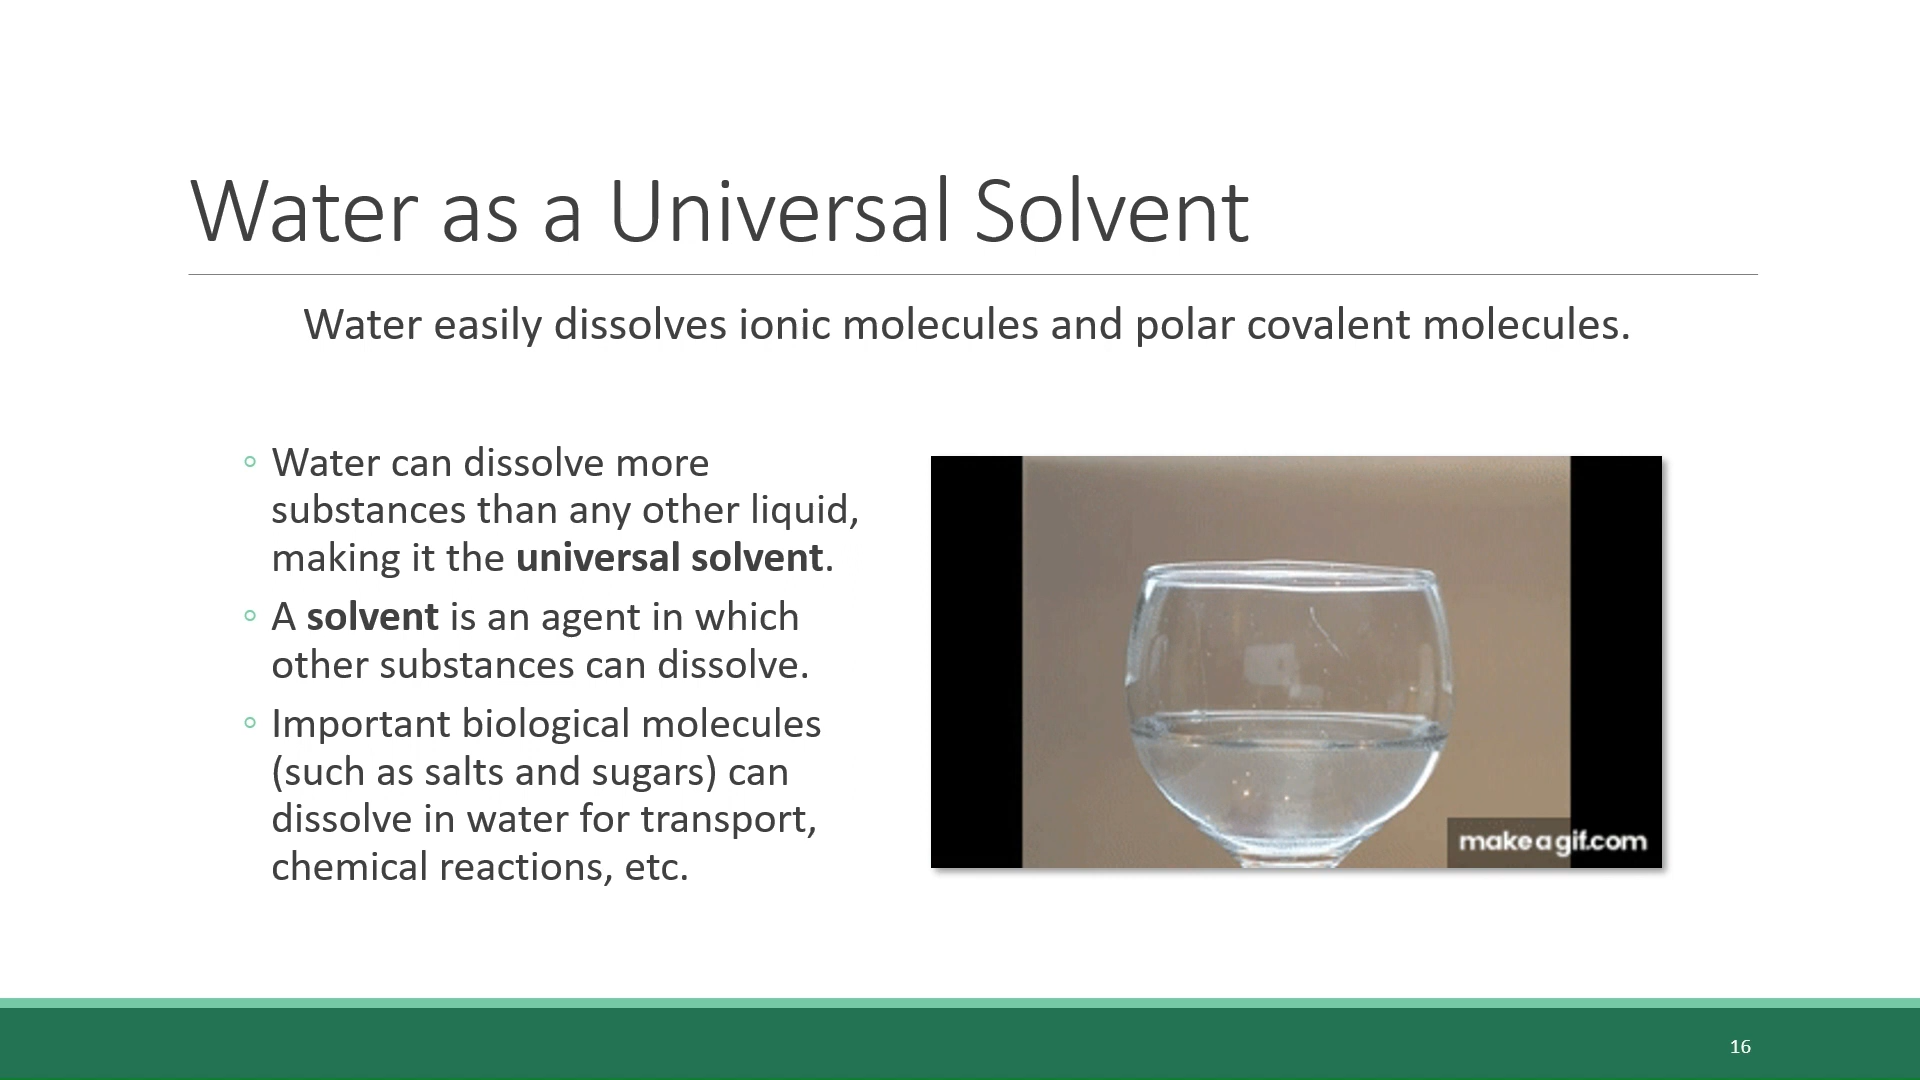 Water as a Universal Solvent
Water easily dissolves ionic molecules and polar covalent molecules.
◦ Water can dissolve more
substances than any other liquid,
making it the universal solvent.
◦ A solvent is an agent in which
other substances can dissolve.
◦ Important biological molecules
(such as salts and sugars) can
dissolve in water for transport,
chemical reactions, etc.
make a gif.com
16